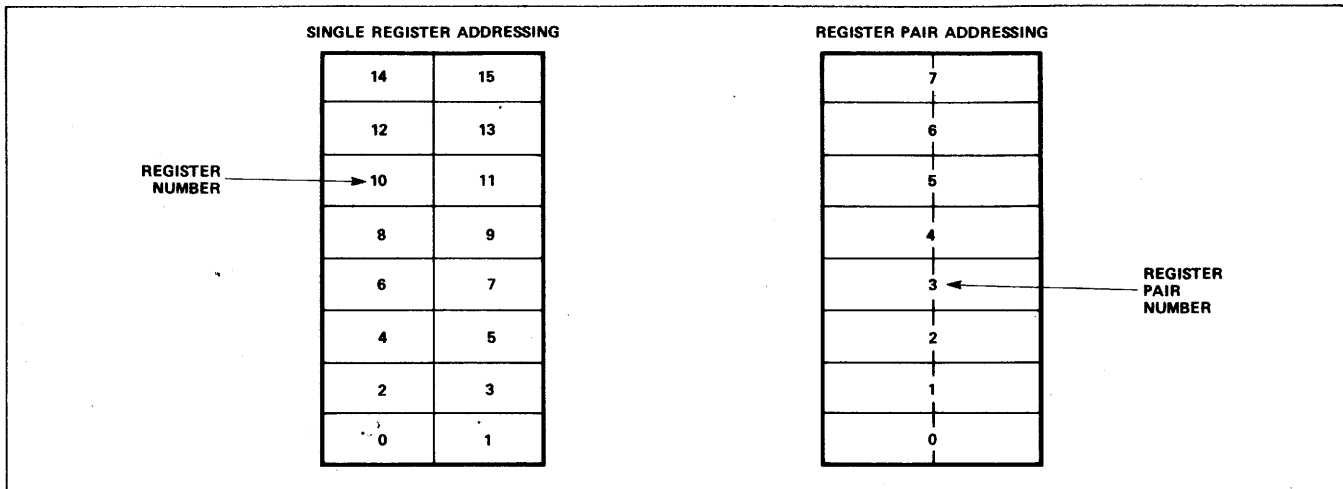 SINGLE REGISTER ADDRESSING
14 15
12 13
REGISTER
NUMBER
10 11
8 9
6 7
4 5
2 3
0 1
REGISTER PAIR ADDRESSING
7
6
5
4
3
REGISTER
PAIR
NUMBER
2
1
0